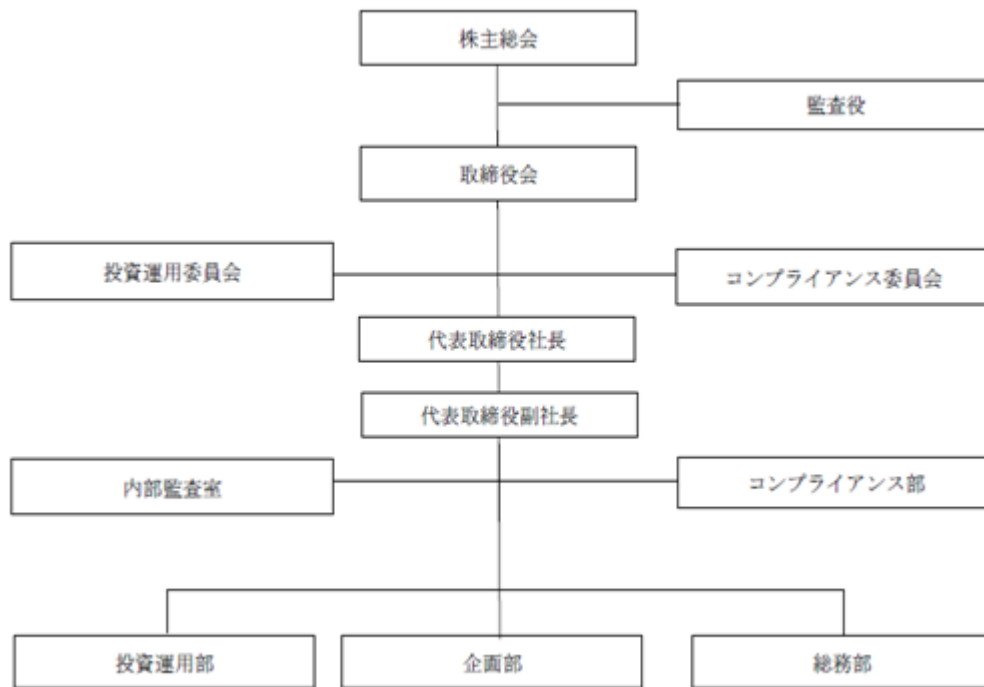 株主総会
監査役
取締役会
投資運用委員会
コンプライアンス委員会
代表取締役社長
代表取締役副社長
内部監査室
コンプライアンス部
投資運用部
企画部
総務部